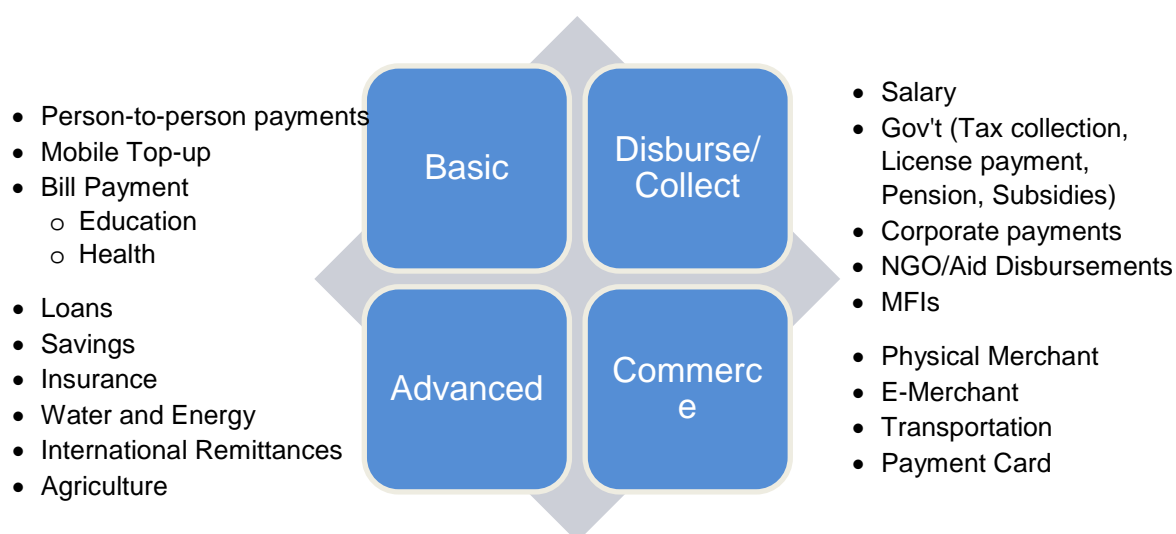 • Person-to-person payments
• Mobile Top-up
• Bill Payment
o Education
o Health
Basic
Disburse/
Collect
• Salary
• Gov't (Tax collection,
License payment,
Pension, Subsidies)
• Corporate payments
• NGO/Aid Disbursements
• MFIs
• Loans
• Savings
• Insurance
• Water and Energy
• International Remittances
• Agriculture
Advanced
Commerc
e
• Physical Merchant
• E-Merchant
• Transportation
• Payment Card